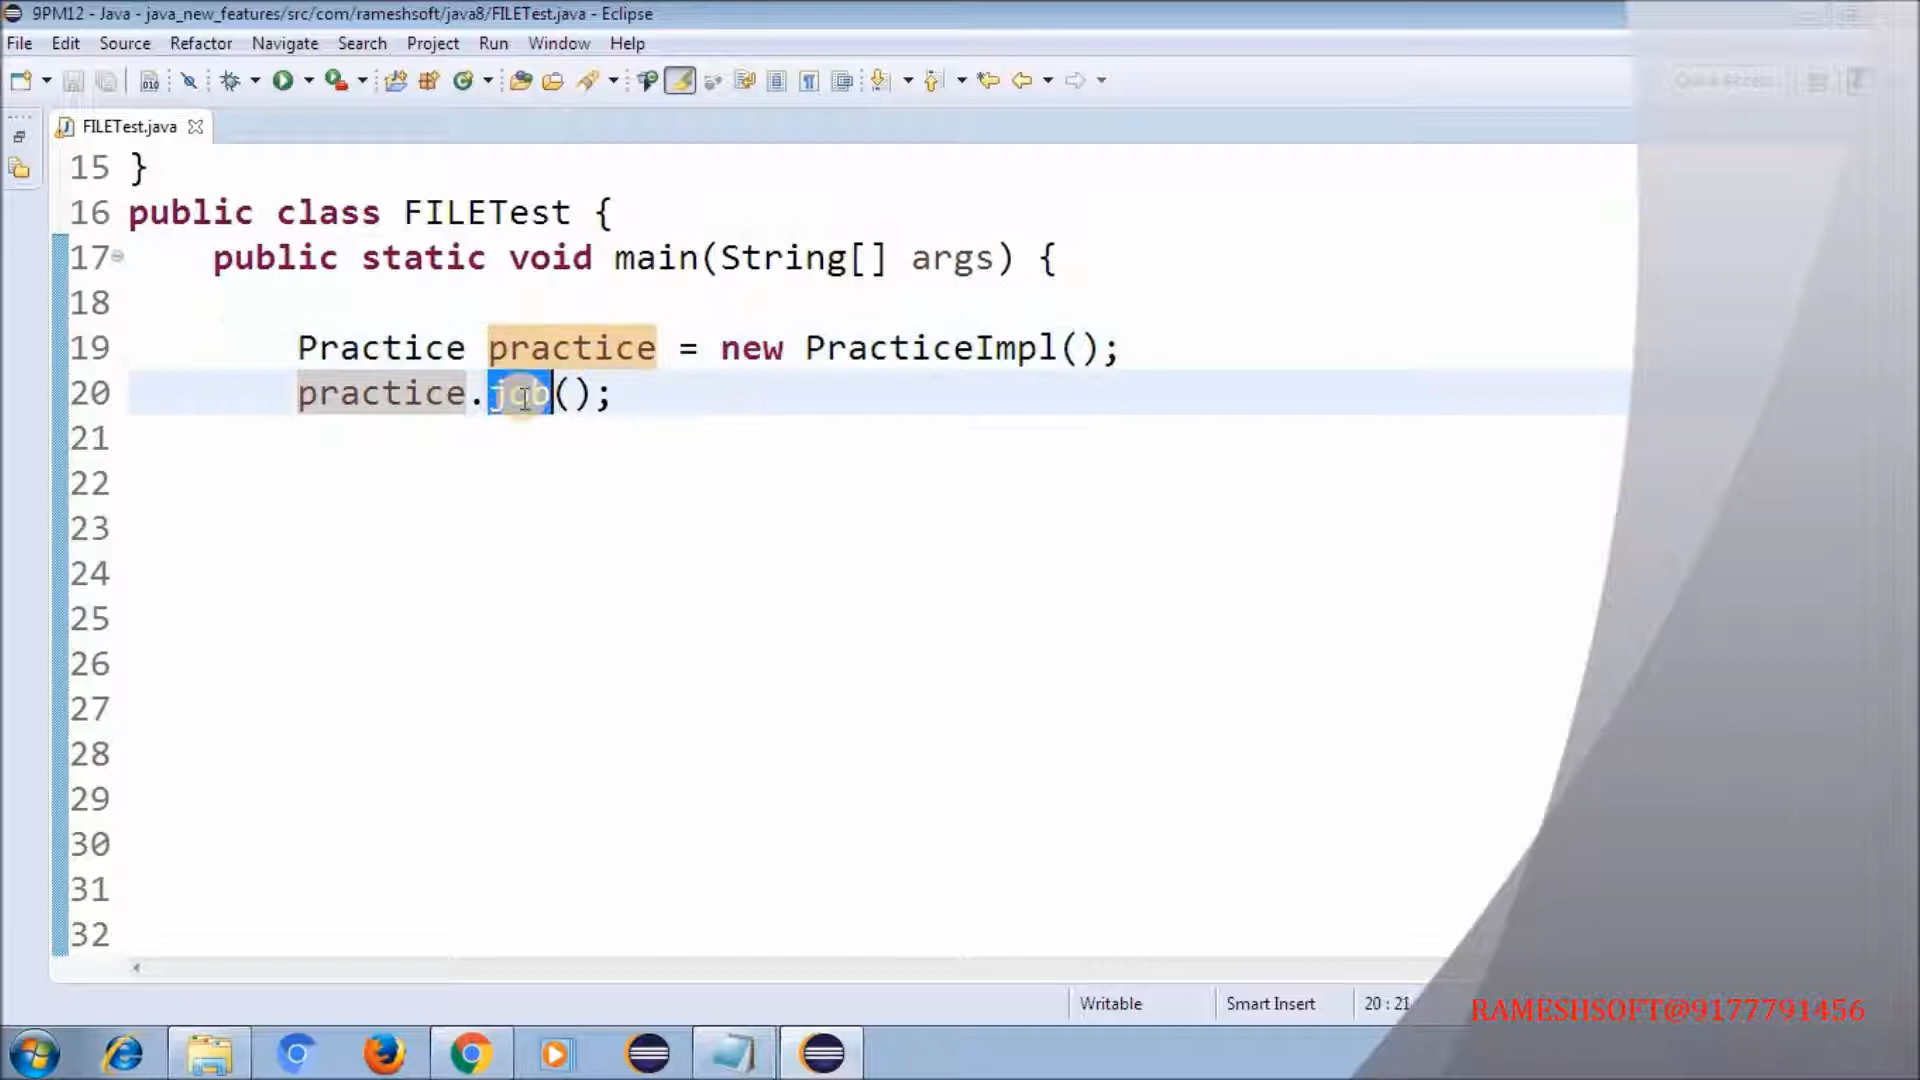 9PM12 - Java - java_new_features/src/com/rameshsoft/java8/FILETest.java - Eclipse
File Edit Source Refactor Navigate Search Project Run Window Help
Quick Access
FILETest.java
15 }
16 public class FILETest {
17 public static void main(String[] args) {
18
19 Practice practice = new PracticeImpl();
20 practice.job();
21
22
23
24
25
26
27
28
29
30
31
32
Writable Smart Insert 20 : 21
RAMESHSOFT@9177791456